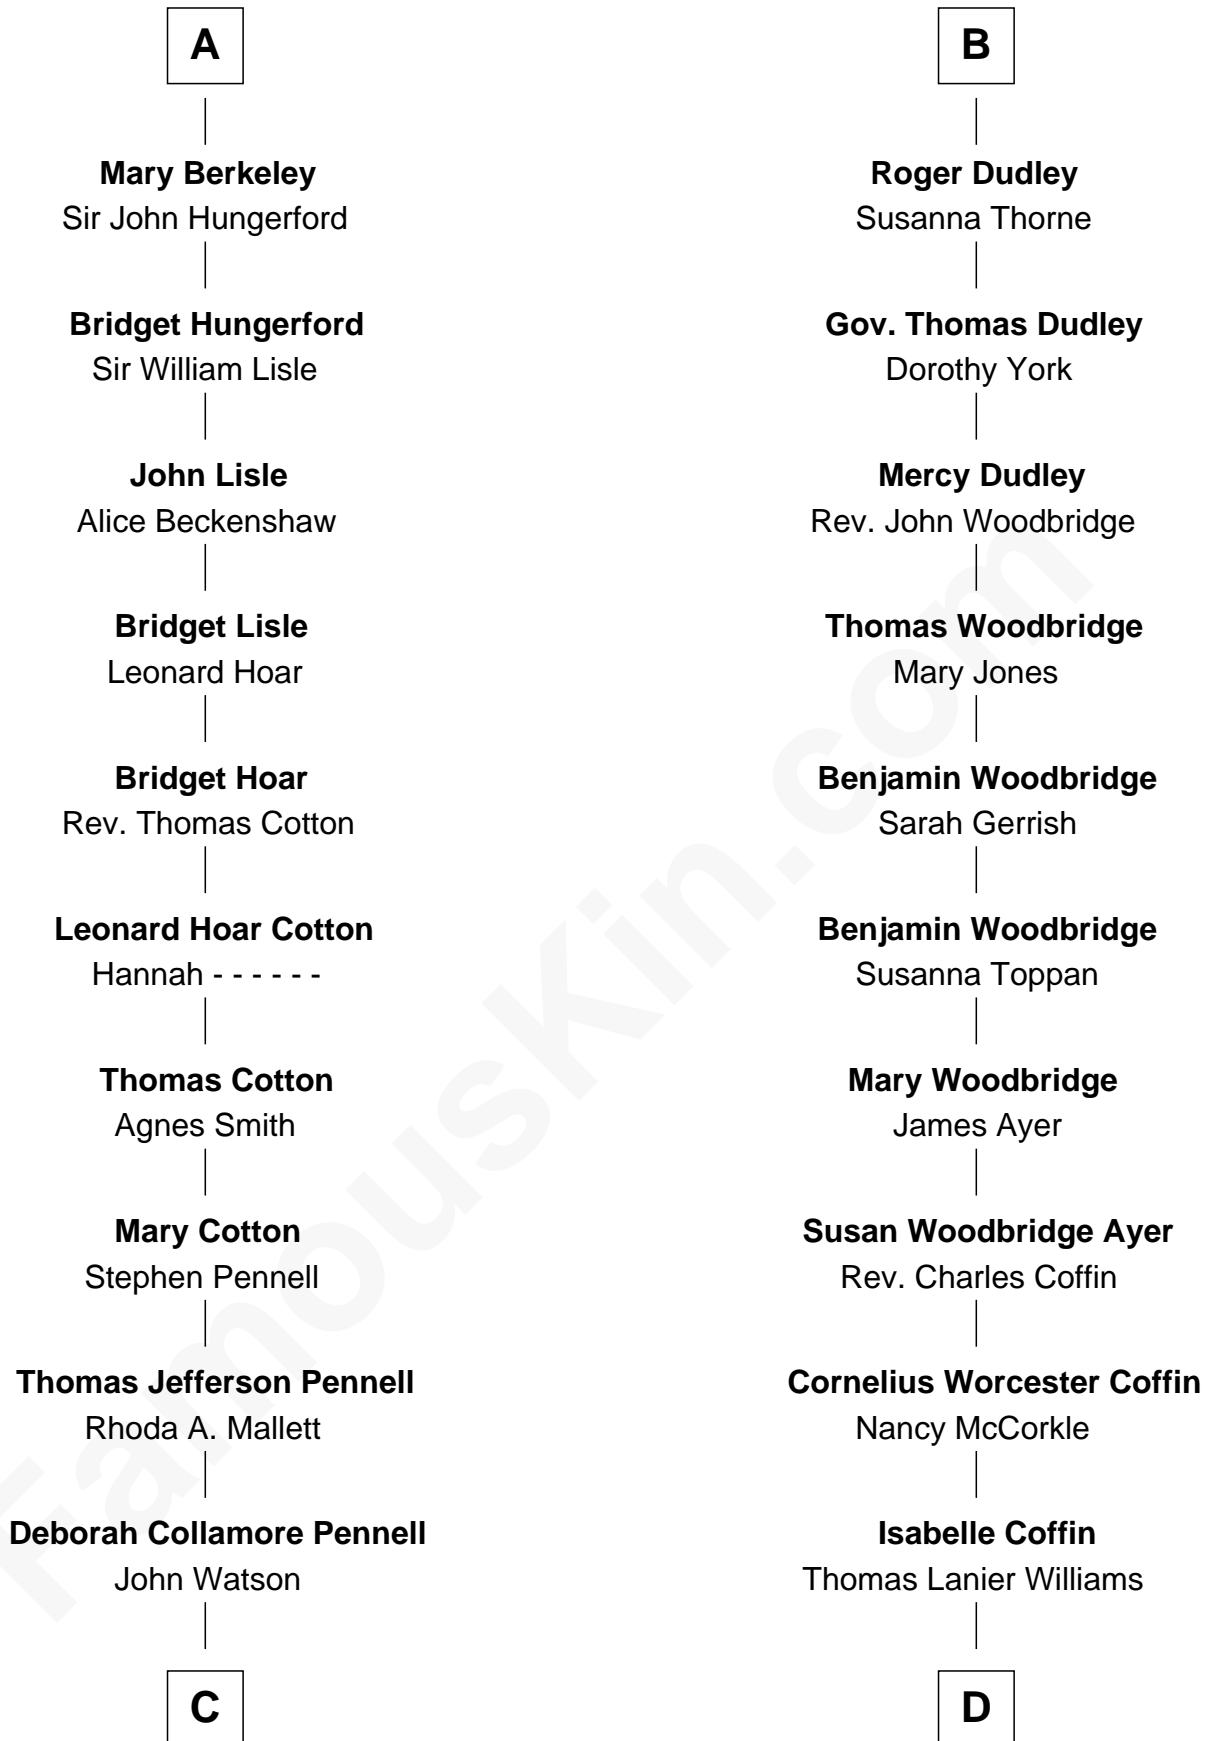 A
Mary Berkeley
Sir John Hungerford
Bridget Hungerford
Sir William Lisle
John Lisle
Alice Beckenshaw
Bridget Lisle
Leonard Hoar
Bridget Hoar
Rev. Thomas Cotton
Leonard Hoar Cotton
Hannah - - - - - -
Thomas Cotton
Agnes Smith
Mary Cotton
Stephen Pennell
Thomas Jefferson Pennell
Rhoda A. Mallett
Deborah Collamore Pennell
John Watson
C
B
Roger Dudley
Susanna Thorne
Gov. Thomas Dudley
Dorothy York
Mercy Dudley
Rev. John Woodbridge
Thomas Woodbridge
Mary Jones
Benjamin Woodbridge
Sarah Gerrish
Benjamin Woodbridge
Susanna Toppan
Mary Woodbridge
James Ayer
Susan Woodbridge Ayer
Rev. Charles Coffin
Cornelius Worcester Coffin
Nancy McCorkle
Isabelle Coffin
Thomas Lanier Williams
D
FamousKin.com